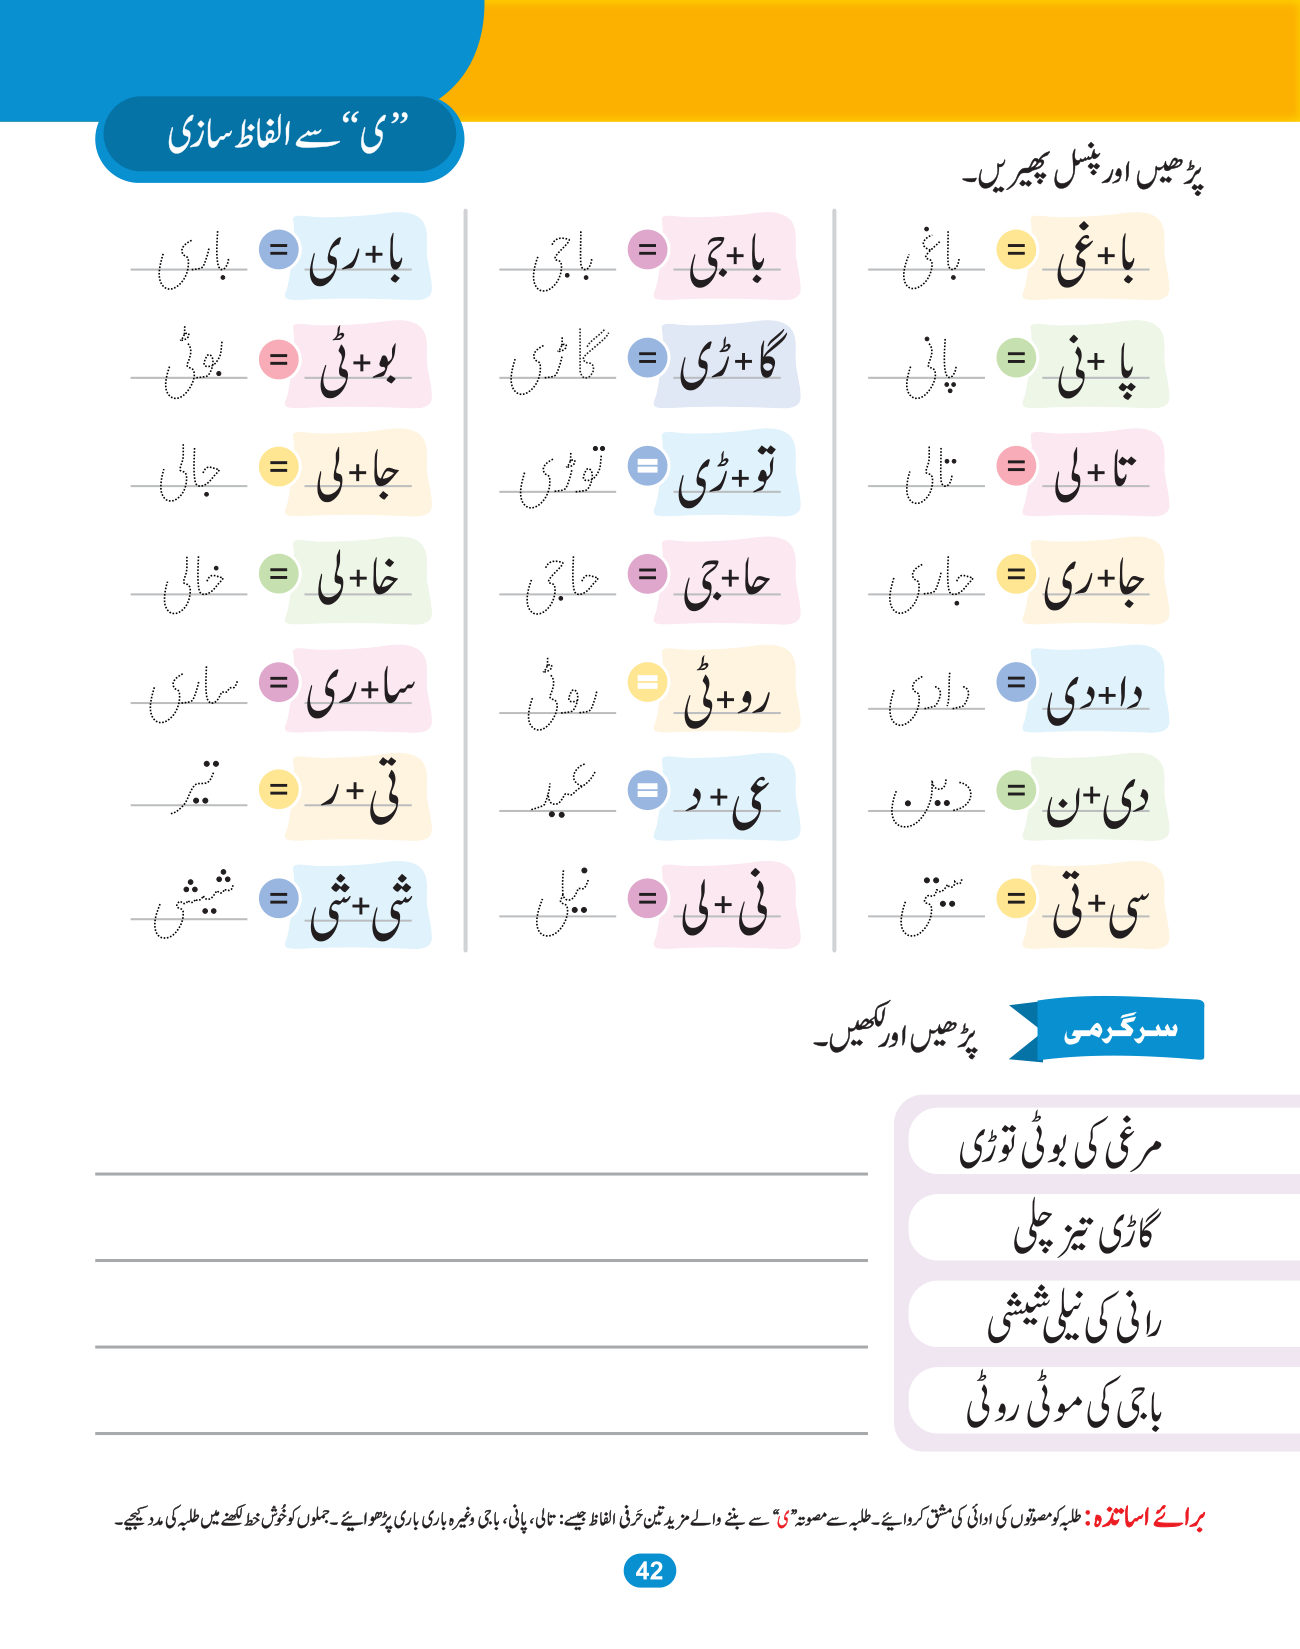 ”ی“ سے الفاظ سازی
پڑھیں اور پنسل پھیریں۔
با+غی = باغی
با+جی = باجی
با+ری = باری
پا+نی = پانی
گا+ڑی = گاڑی
بو+ٹی = بوٹی
تا+لی = تالی
تو+ڑی = توڑی
جا+لی = جالی
جا+ری = جاری
حا+جی = حاجی
خا+لی = خالی
دا+دی = دادی
رو+ٹی = روٹی
سا+ری = ساری
دی+ن = دین
عی+د = عید
تی+ر = تیر
سی+تی = سیتی
نی+لی = نیلی
شی+شی = شیشی
سرگرمی
پڑھیں اور لکھیں۔
مرغی کی بوٹی توڑی
گاڑی تیز چلی
رانی کی نیلی شیشی
باجی کی موٹی روٹی
برائے اساتذہ: طلبہ کو مصوتوں کی ادائی کی مشق کروائیے۔ طلبہ سے مصوتہ ”ی“ سے بننے والے مزید تین حَرفی الفاظ جیسے: تالی، پانی، باجی وغیرہ باری باری پڑھوائیے۔ جملوں کو خُوش خط لکھنے میں طلبہ کی مدد کیجیے۔
42